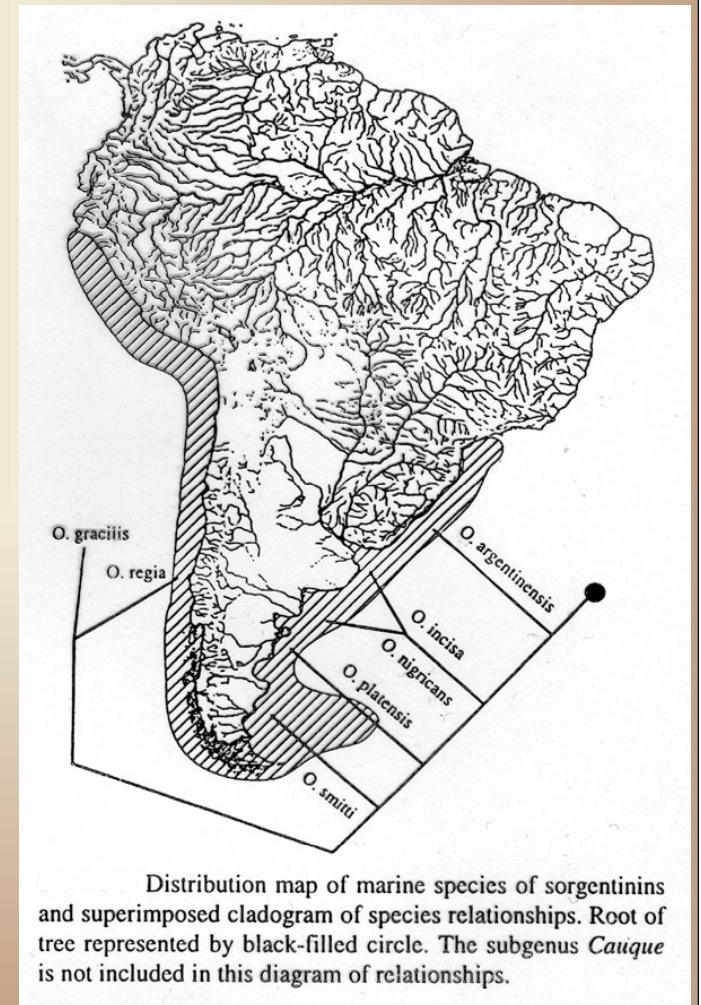 O. gracilis
O. regia
O. argentinensis
O. incisa
O. nigricans
O. platensis
O. smitti
Distribution map of marine species of sorgentinins
and superimposed cladogram of species relationships. Root of
tree represented by black-filled circle. The subgenus Cauque
is not included in this diagram of relationships.